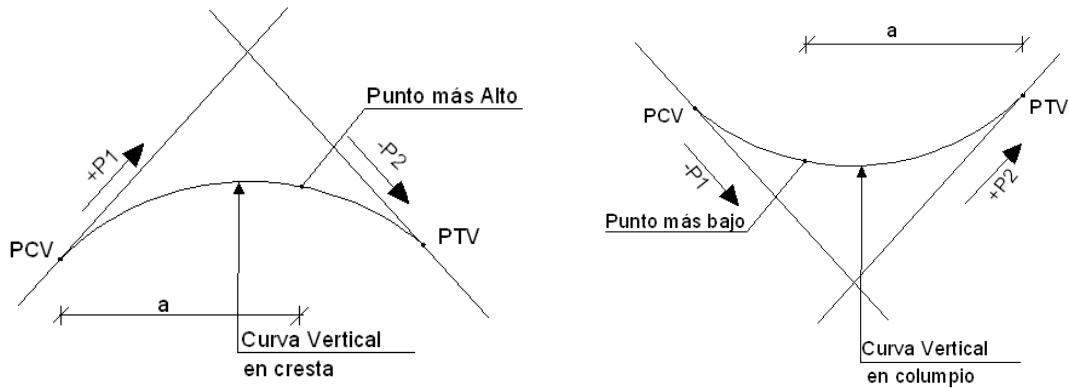 Punto más Alto
+P1
-P2
PCV
PTV
a
Curva Vertical
en cresta
a
PCV
PTV
-P1
+P2
Punto más bajo
Curva Vertical
en columpio